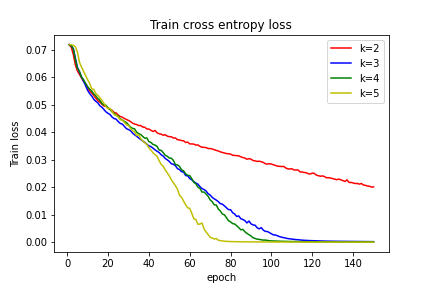 Train cross entropy loss
k=2
k=3
k=4
k=5
Train loss
0.07
0.06
0.05
0.04
0.03
0.02
0.01
0.00
0 20 40 60 80 100 120 140
epoch